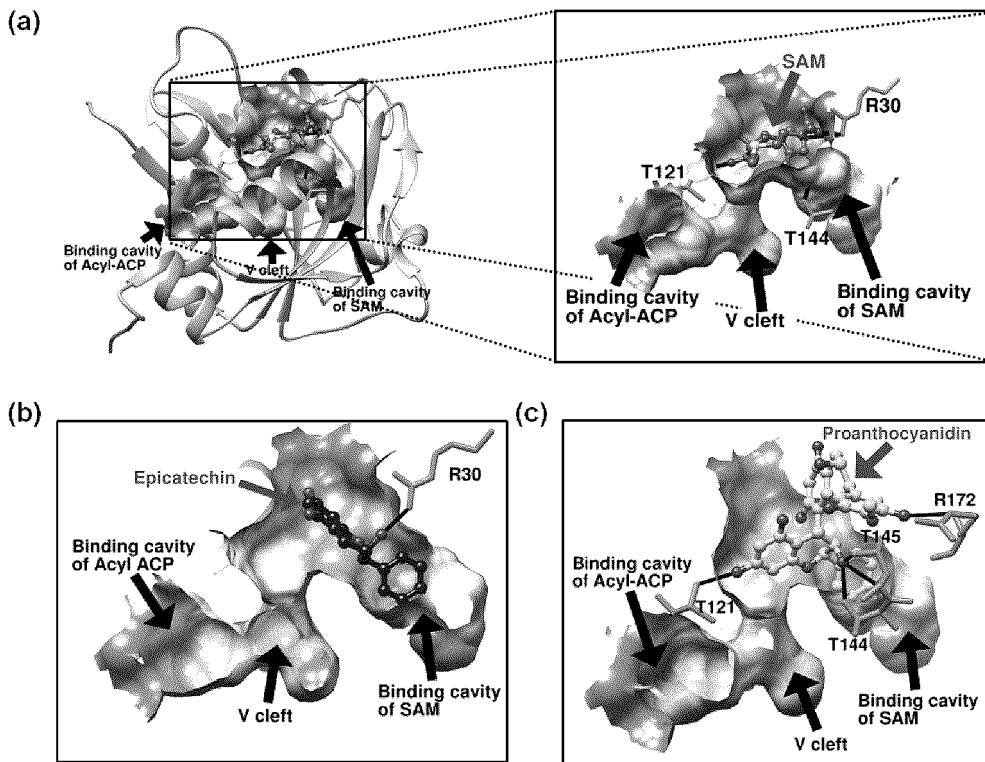 (a)
Binding cavity
of Acyl-ACP
V cleft
Binding cavity
of SAM
SAM
R30
T121
T144
Binding cavity
of Acyl-ACP
V cleft
Binding cavity
of SAM
(b)
Epicatechin
R30
Binding cavity
of Acyl ACP
V cleft
Binding cavity
of SAM
(c)
Proanthocyanidin
R172
T145
Binding cavity
of Acyl-ACP
T121
T144
Binding cavity
of SAM
V cleft